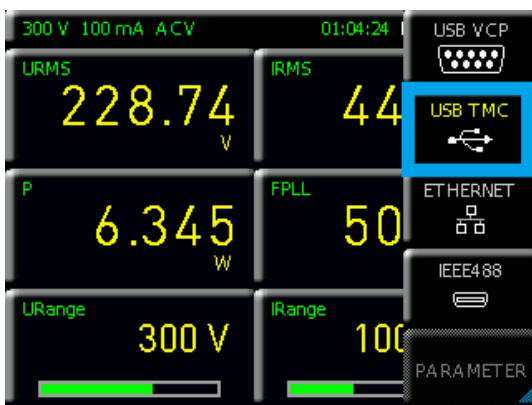 300 V 100 mA ACV 01:04:24
USB VCP
URMS
228.74
V
IRMS
44
USB TMC
P
6.345
W
FPLL
50
ETHERNET
IEEE488
URange
300 V
IRange
100
PARAMETER